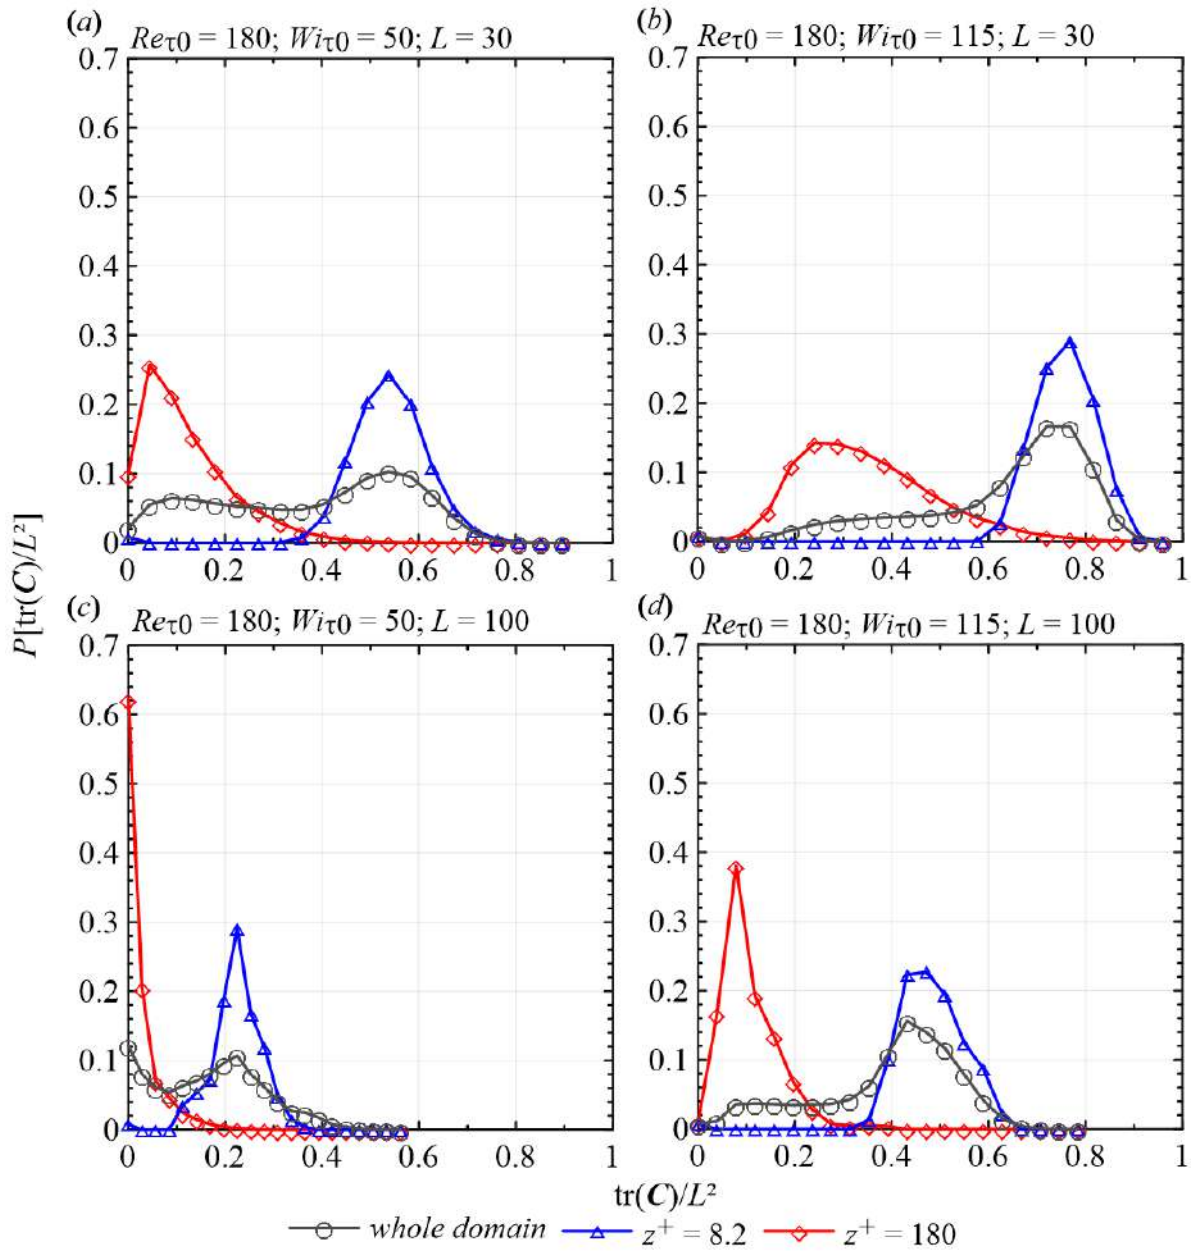 (a) Reτ0 = 180; Wiτ0 = 50; L = 30
0.7
0.6
0.5
0.4
0.3
0.2
0.1
0
0 0.2 0.4 0.6 0.8 1
(b) Reτ0 = 180; Wiτ0 = 115; L = 30
0.7
0.6
0.5
0.4
0.3
0.2
0.1
0
0 0.2 0.4 0.6 0.8 1
P[tr(C)/L²]
(c) Reτ0 = 180; Wiτ0 = 50; L = 100
0.7
0.6
0.5
0.4
0.3
0.2
0.1
0
0 0.2 0.4 0.6 0.8 1
(d) Reτ0 = 180; Wiτ0 = 115; L = 100
0.7
0.6
0.5
0.4
0.3
0.2
0.1
0
0 0.2 0.4 0.6 0.8 1
tr(C)/L²
whole domain z⁺ = 8.2 z⁺ = 180